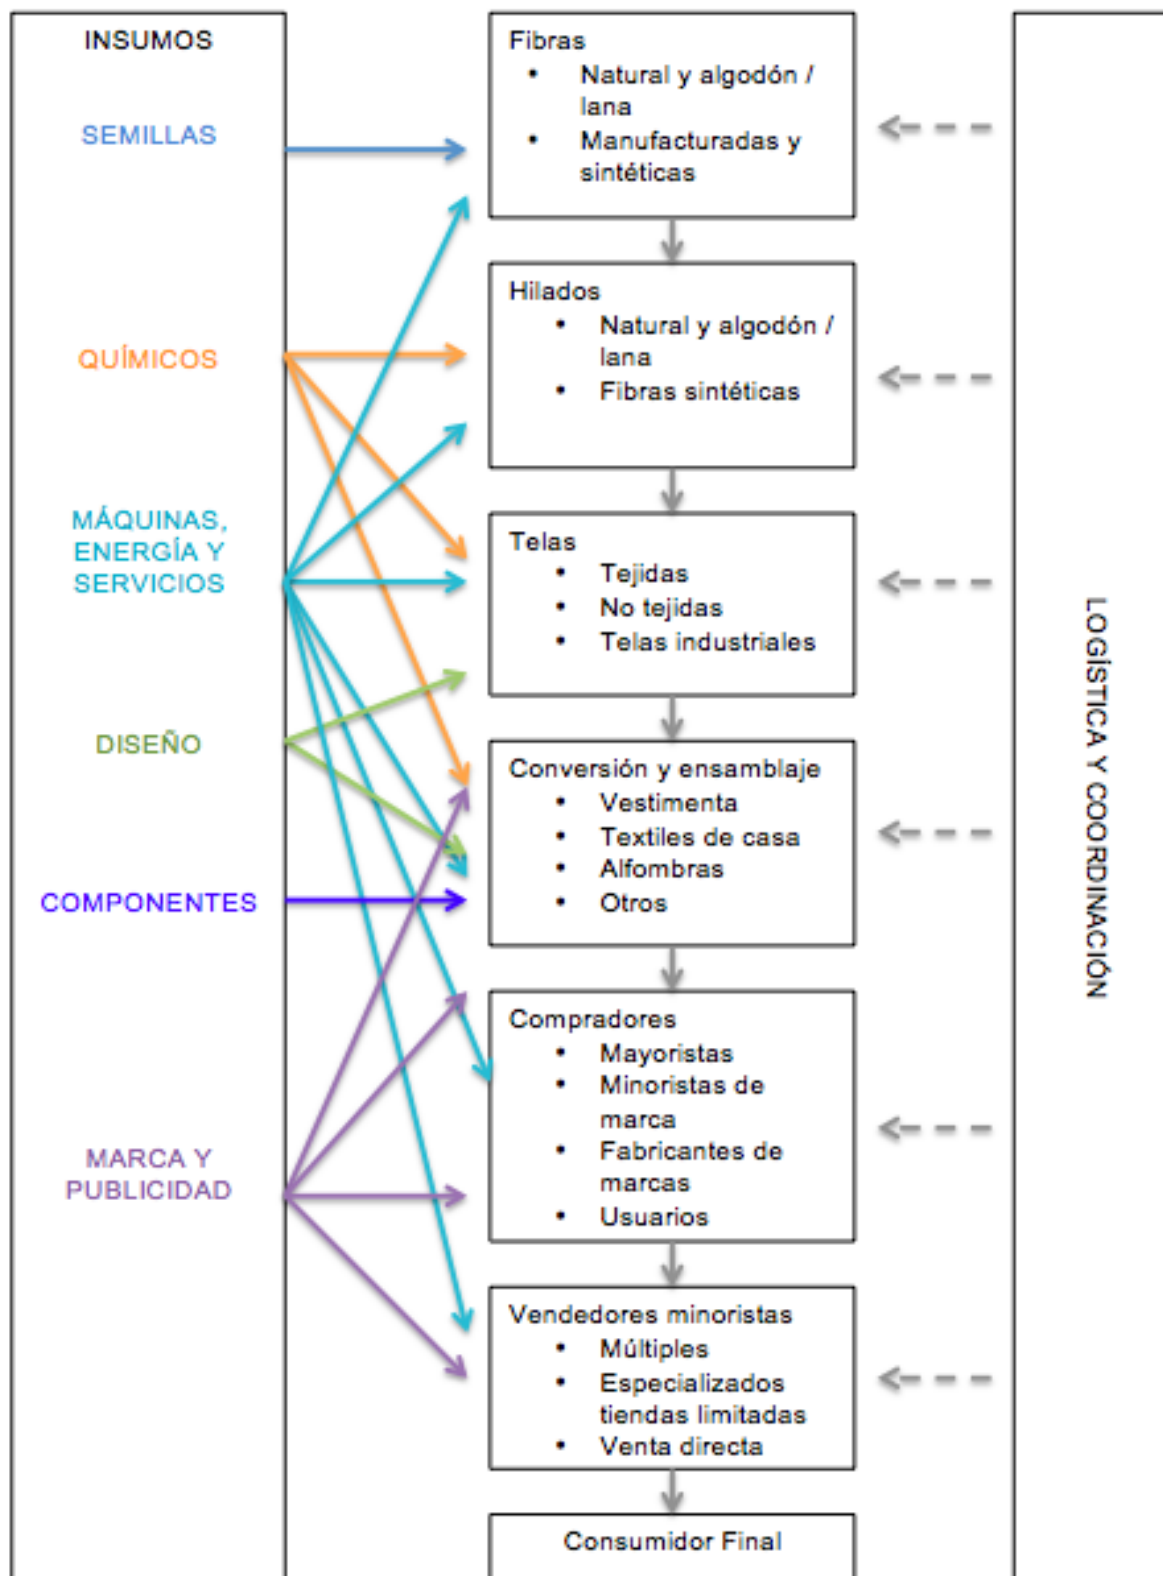 INSUMOS
SEMILLAS
QUÍMICOS
MÁQUINAS,
ENERGÍA Y
SERVICIOS
DISEÑO
COMPONENTES
MARCA Y
PUBLICIDAD
Fibras
• Natural y algodón /
lana
• Manufacturadas y
sintéticas
Hilados
• Natural y algodón /
lana
• Fibras sintéticas
Telas
• Tejidas
• No tejidas
• Telas industriales
Conversión y ensamblaje
• Vestimenta
• Textiles de casa
• Alfombras
• Otros
Compradores
• Mayoristas
• Minoristas de
marca
• Fabricantes de
marcas
• Usuarios
Vendedores minoristas
• Múltiples
• Especializados
tiendas limitadas
• Venta directa
Consumidor Final
LOGÍSTICA Y COORDINACIÓN